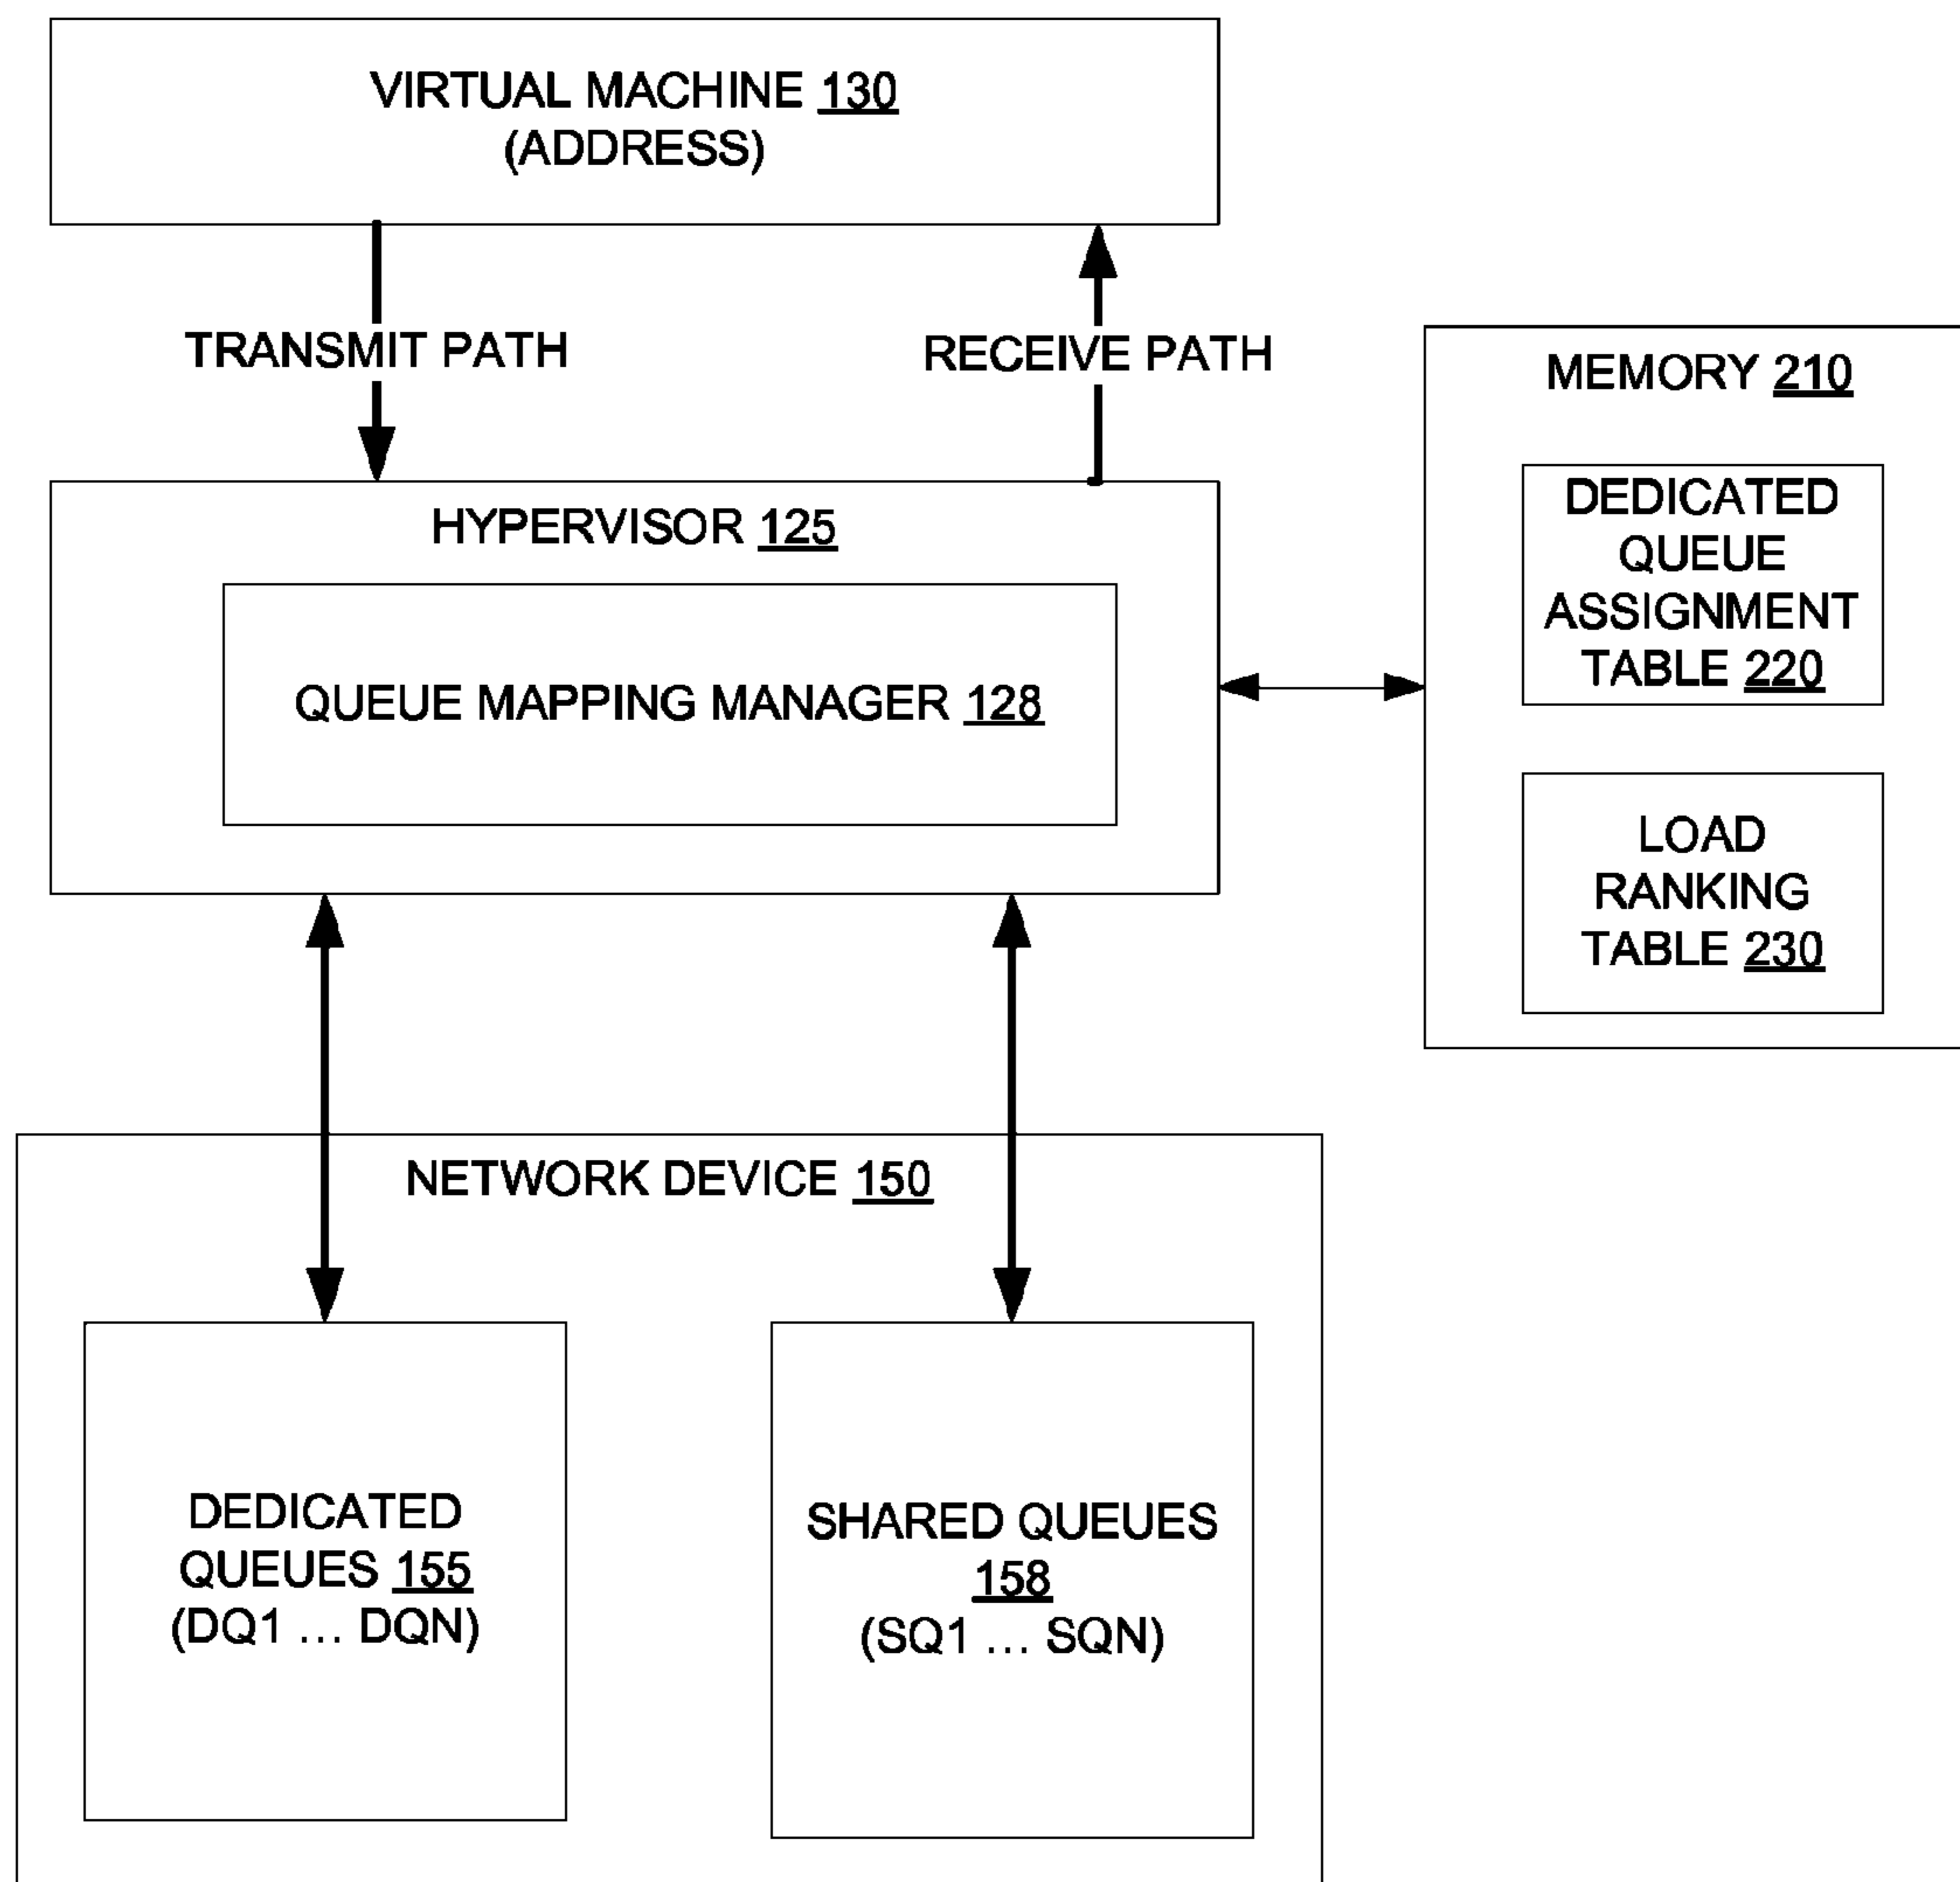 VIRTUAL MACHINE 130
(ADDRESS)
TRANSMIT PATH
RECEIVE PATH
MEMORY 210
DEDICATED
QUEUE
ASSIGNMENT
TABLE 220
LOAD
RANKING
TABLE 230
HYPERVISOR 125
QUEUE MAPPING MANAGER 128
NETWORK DEVICE 150
DEDICATED
QUEUES 155
(DQ1 ... DQN)
SHARED QUEUES
158
(SQ1 ... SQN)